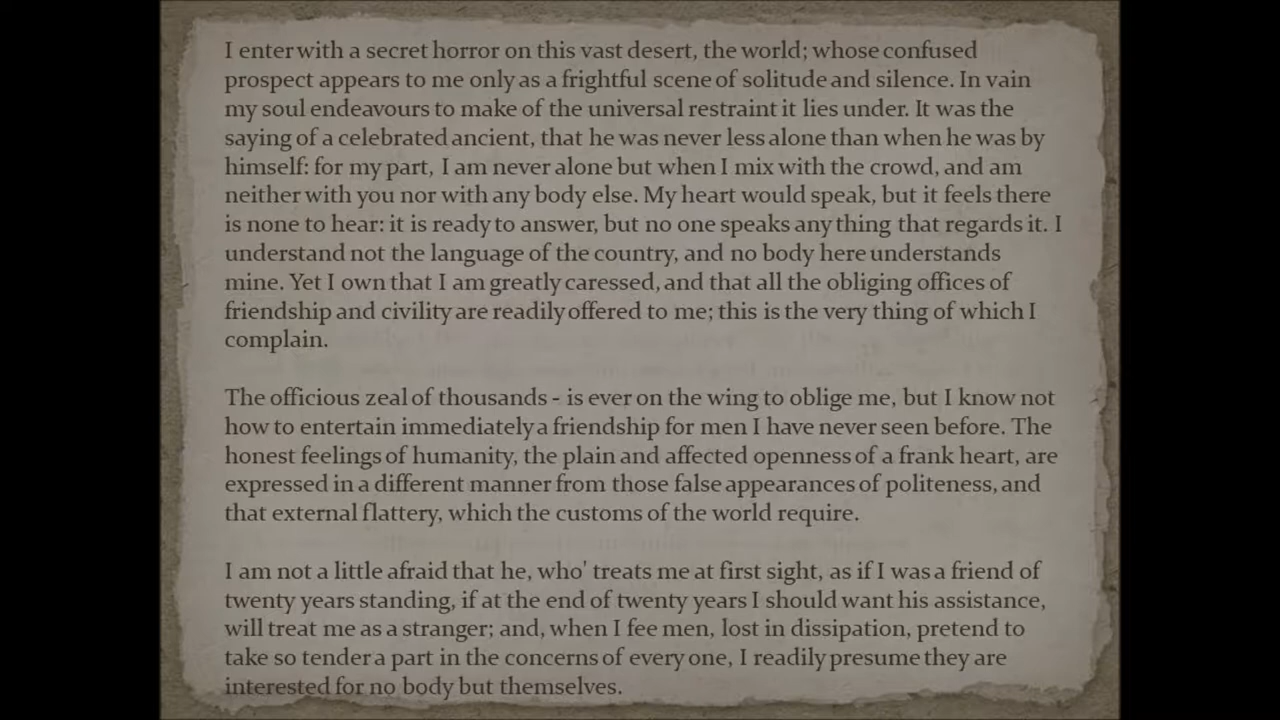 I enter with a secret horror on this vast desert, the world; whose confused
prospect appears to me only as a frightful scene of solitude and silence. In vain
my soul endeavours to make of the universal restraint it lies under. It was the
saying of a celebrated ancient, that he was never less alone than when he was by
himself: for my part, I am never alone but when I mix with the crowd, and am
neither with you nor with any body else. My heart would speak, but it feels there
is none to hear: it is ready to answer, but no one speaks any thing that regards it. I
understand not the language of the country, and no body here understands
mine. Yet I own that I am greatly caressed, and that all the obliging offices of
friendship and civility are readily offered to me; this is the very thing of which I
complain.
The officious zeal of thousands - is ever on the wing to oblige me, but I know not
how to entertain immediately a friendship for men I have never seen before. The
honest feelings of humanity, the plain and affected openness of a frank heart, are
expressed in a different manner from those false appearances of politeness, and
that external flattery, which the customs of the world require.
I am not a little afraid that he, who' treats me at first sight, as if I was a friend of
twenty years standing, if at the end of twenty years I should want his assistance,
will treat me as a stranger; and, when I fee men, lost in dissipation, pretend to
take so tender a part in the concerns of every one, I readily presume they are
interested for no body but themselves.